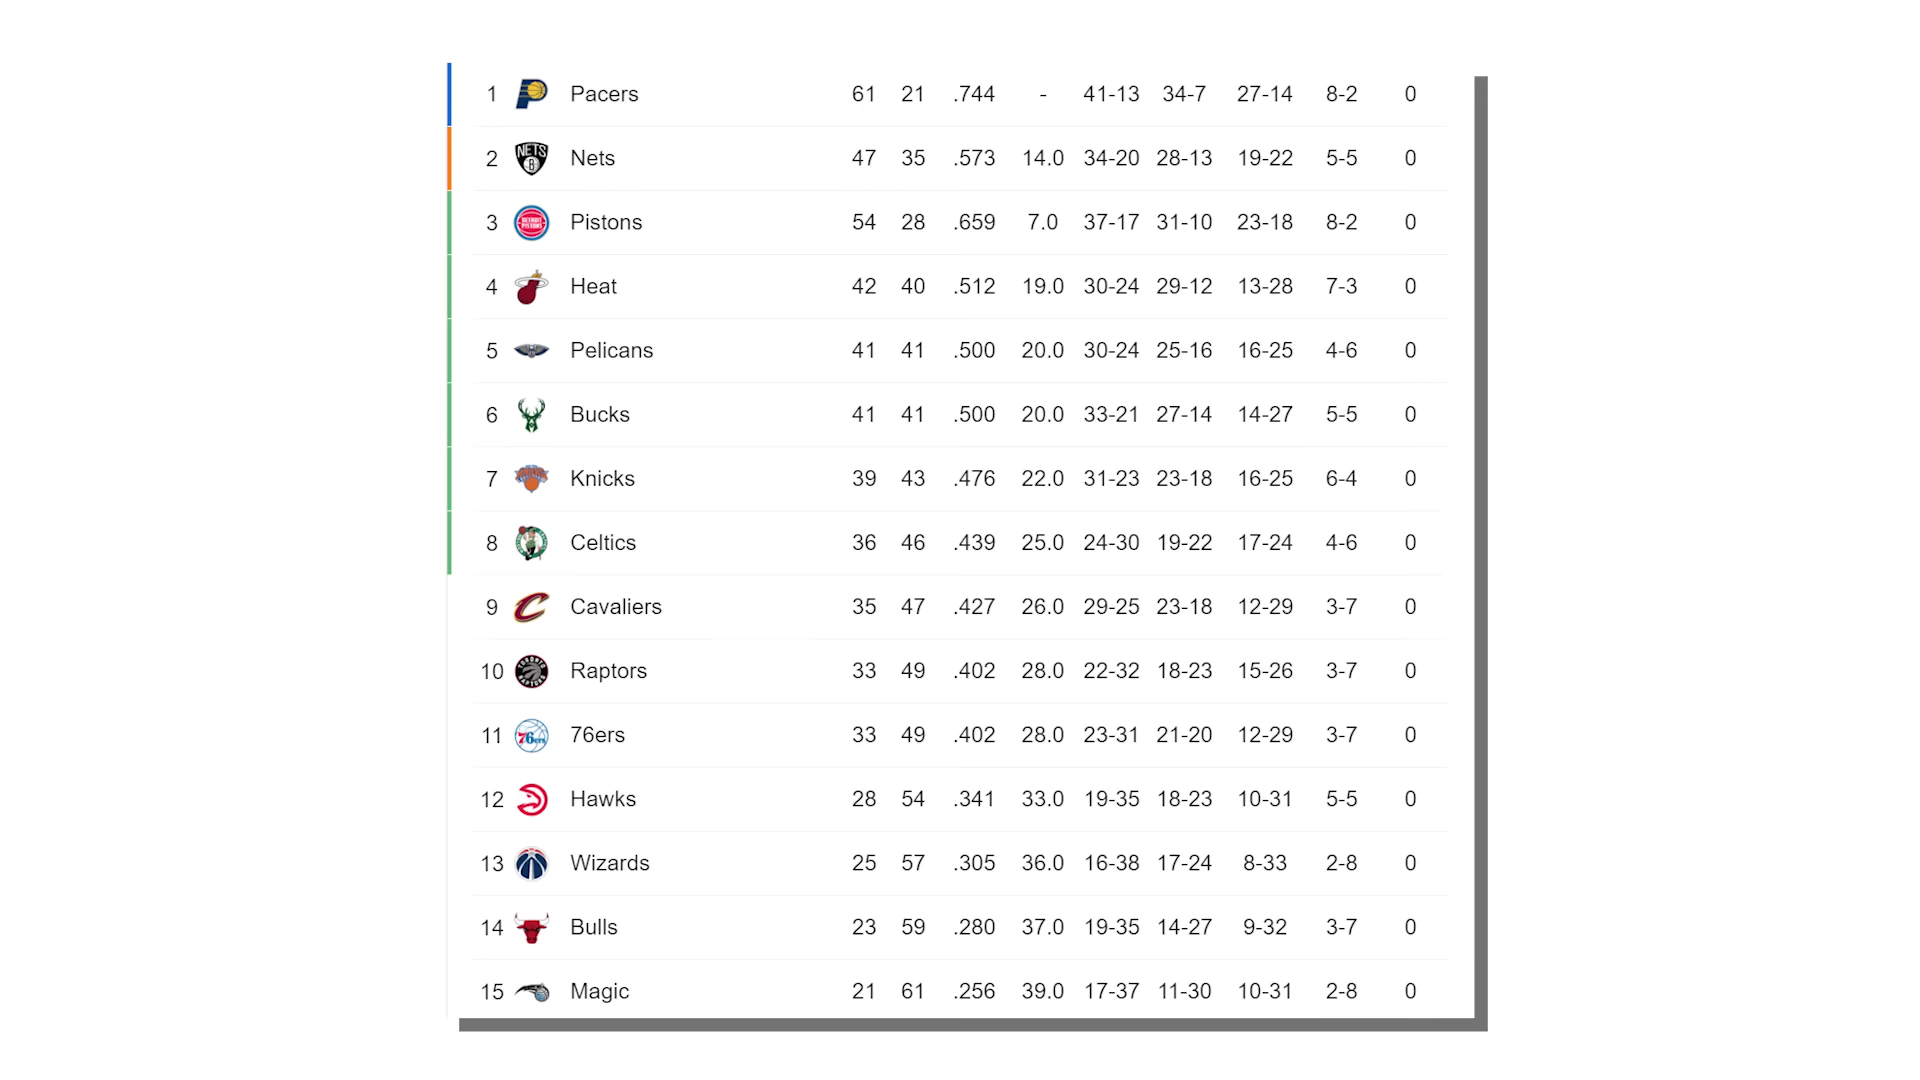 1 Pacers 61 21 .744 - 41-13 34-7 27-14 8-2 0
2 NETS B Nets 47 35 .573 14.0 34-20 28-13 19-22 5-5 0
3 DETROIT PISTONS Pistons 54 28 .659 7.0 37-17 31-10 23-18 8-2 0
4 Heat 42 40 .512 19.0 30-24 29-12 13-28 7-3 0
5 Pelicans 41 41 .500 20.0 30-24 25-16 16-25 4-6 0
6 Bucks 41 41 .500 20.0 33-21 27-14 14-27 5-5 0
7 Knicks 39 43 .476 22.0 31-23 23-18 16-25 6-4 0
8 Celtics 36 46 .439 25.0 24-30 19-22 17-24 4-6 0
9 Cavaliers 35 47 .427 26.0 29-25 23-18 12-29 3-7 0
10 TORONTO RAPTORS Raptors 33 49 .402 28.0 22-32 18-23 15-26 3-7 0
11 76ers 76ers 33 49 .402 28.0 23-31 21-20 12-29 3-7 0
12 Hawks 28 54 .341 33.0 19-35 18-23 10-31 5-5 0
13 Wizards 25 57 .305 36.0 16-38 17-24 8-33 2-8 0
14 Bulls 23 59 .280 37.0 19-35 14-27 9-32 3-7 0
15 Magic 21 61 .256 39.0 17-37 11-30 10-31 2-8 0